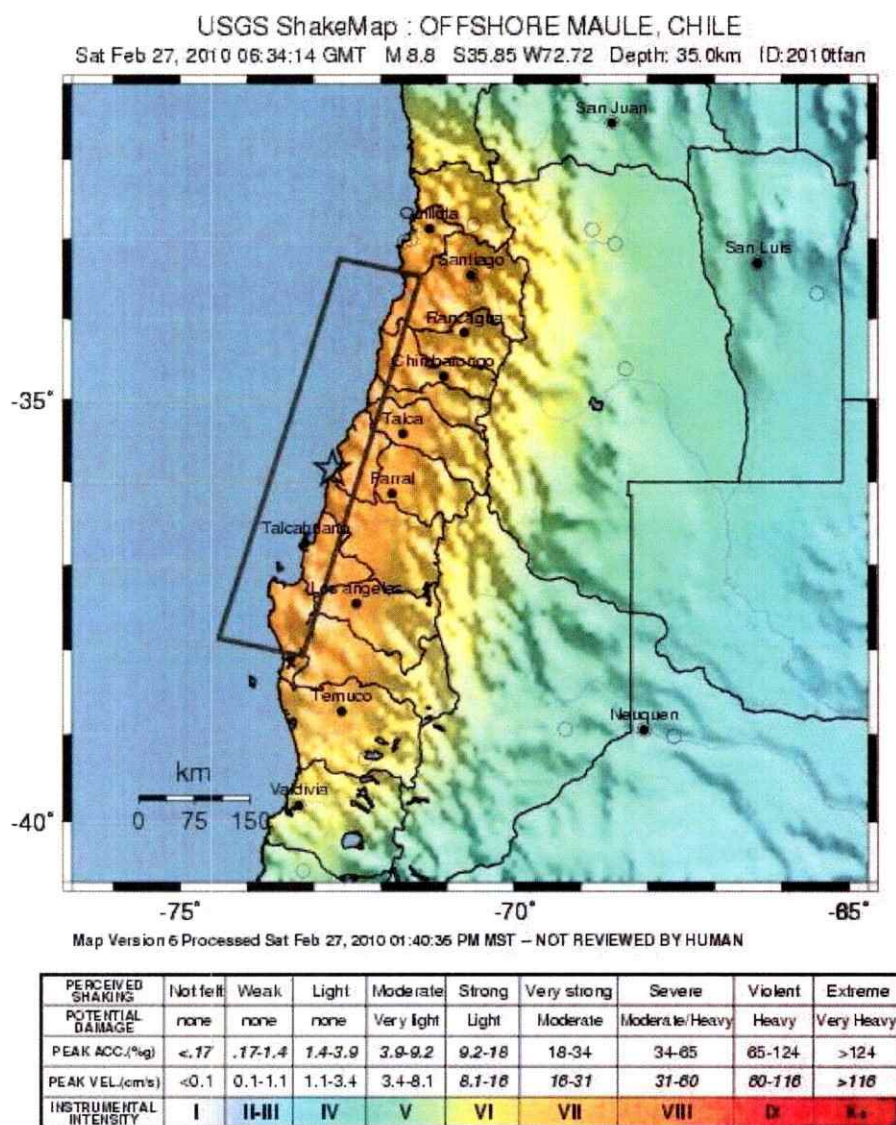 USGS ShakeMap : OFFSHORE MAULE, CHILE
Sat Feb 27, 2010 06:34:14 GMT M 8.8 S35.85 W72.72 Depth: 35.0km ID:2010tfan
San Juan
Quillota
San Luis
Santiago
Rancagua
Chimbarongo
-35°
Talca
Parral
Talcahuano
Los angeles
Temuco
Neuquen
km
Valdivia
0 75 150
-40°
-75° -70° -65°
Map Version 6 Processed Sat Feb 27, 2010 01:40:36 PM MST – NOT REVIEWED BY HUMAN
PERCEIVED SHAKING Not felt Weak Light Moderate Strong Very strong Severe Violent Extreme
POTENTIAL DAMAGE none none none Very light Light Moderate Moderate/Heavy Heavy Very Heavy
PEAK ACC.(%g) <.17 .17-1.4 1.4-3.9 3.9-9.2 9.2-18 18-34 34-65 65-124 >124
PEAK VEL.(cm/s) <0.1 0.1-1.1 1.1-3.4 3.4-8.1 8.1-16 16-31 31-60 60-116 >116
INSTRUMENTAL INTENSITY I II-III IV V VI VII VIII IX X+